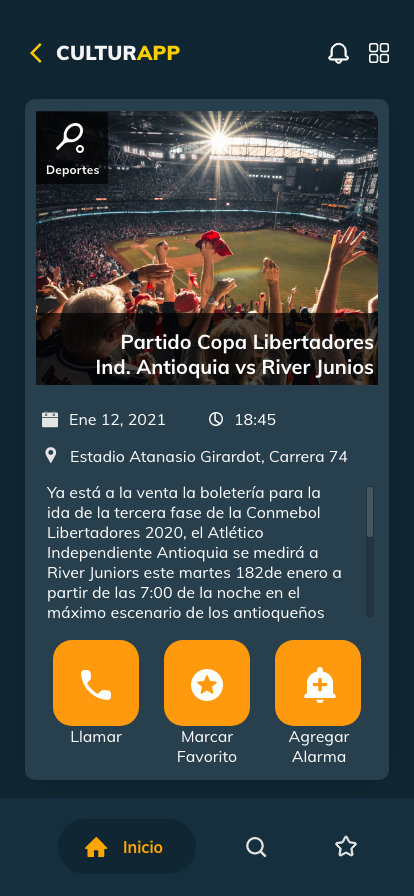 CULTURAPP
Deportes
Partido Copa Libertadores
Ind. Antioquia vs River Junios
Ene 12, 2021 18:45
Estadio Atanasio Girardot, Carrera 74
Ya está a la venta la boletería para la
ida de la tercera fase de la Conmebol
Libertadores 2020, el Atlético
Independiente Antioquia se medirá a
River Juniors este martes 182de enero a
partir de las 7:00 de la noche en el
máximo escenario de los antioqueños
Llamar
Marcar
Favorito
Agregar
Alarma
Inicio